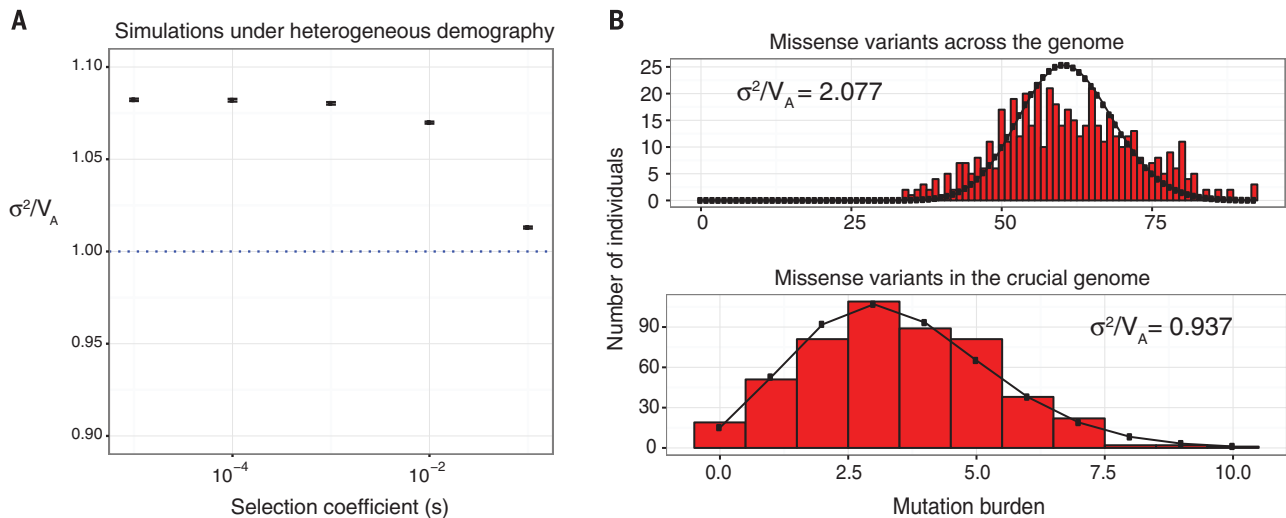 A
Simulations under heterogeneous demography
1.10
1.05
σ²/V_A
1.00
0.95
0.90
10⁻⁴
10⁻²
Selection coefficient (s)
B
Missense variants across the genome
σ²/V_A = 2.077
25
20
15
10
5
0
0
25
50
75
Number of individuals
Missense variants in the crucial genome
σ²/V_A = 0.937
90
60
30
0
0.0
2.5
5.0
7.5
10.0
Mutation burden